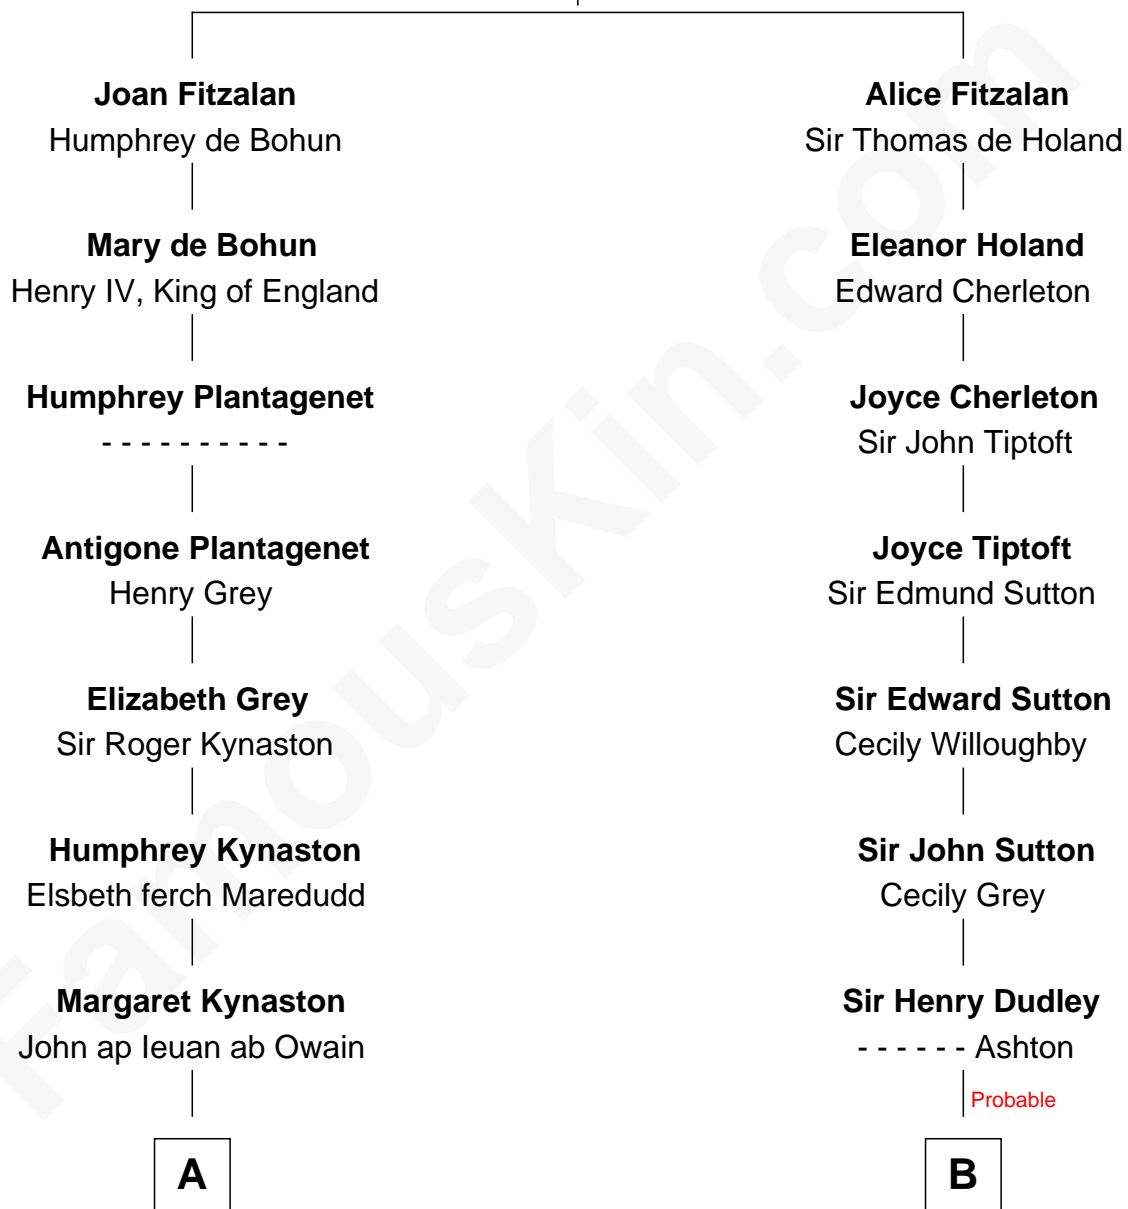 Joan Fitzalan
Humphrey de Bohun
Mary de Bohun
Henry IV, King of England
Humphrey Plantagenet
- - - - - - - - - -
Antigone Plantagenet
Henry Grey
Elizabeth Grey
Sir Roger Kynaston
Humphrey Kynaston
Elsbeth ferch Maredudd
Margaret Kynaston
John ap Ieuan ab Owain
A
Alice Fitzalan
Sir Thomas de Holand
Eleanor Holand
Edward Cherleton
Joyce Cherleton
Sir John Tiptoft
Joyce Tiptoft
Sir Edmund Sutton
Sir Edward Sutton
Cecily Willoughby
Sir John Sutton
Cecily Grey
Sir Henry Dudley
- - - - - - Ashton
Probable
B
FamousKin.com